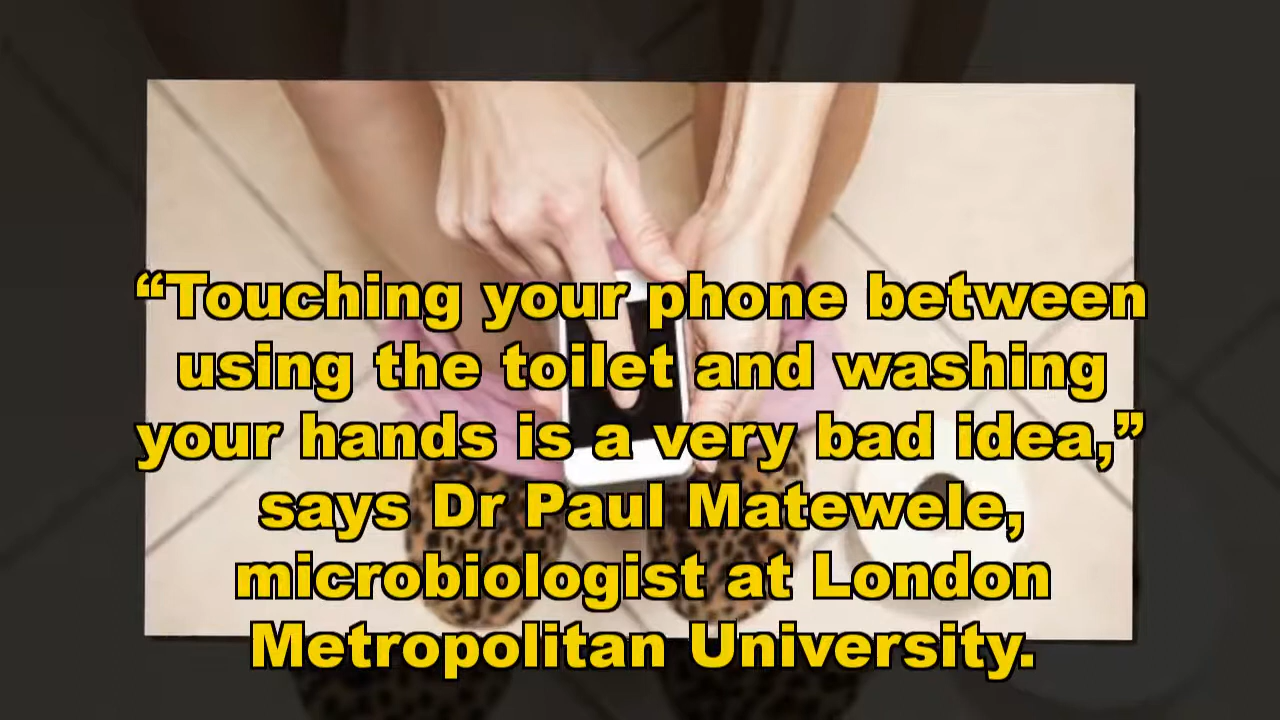 “Touching your phone between
using the toilet and washing
your hands is a very bad idea,”
says Dr Paul Matewele,
microbiologist at London
Metropolitan University.